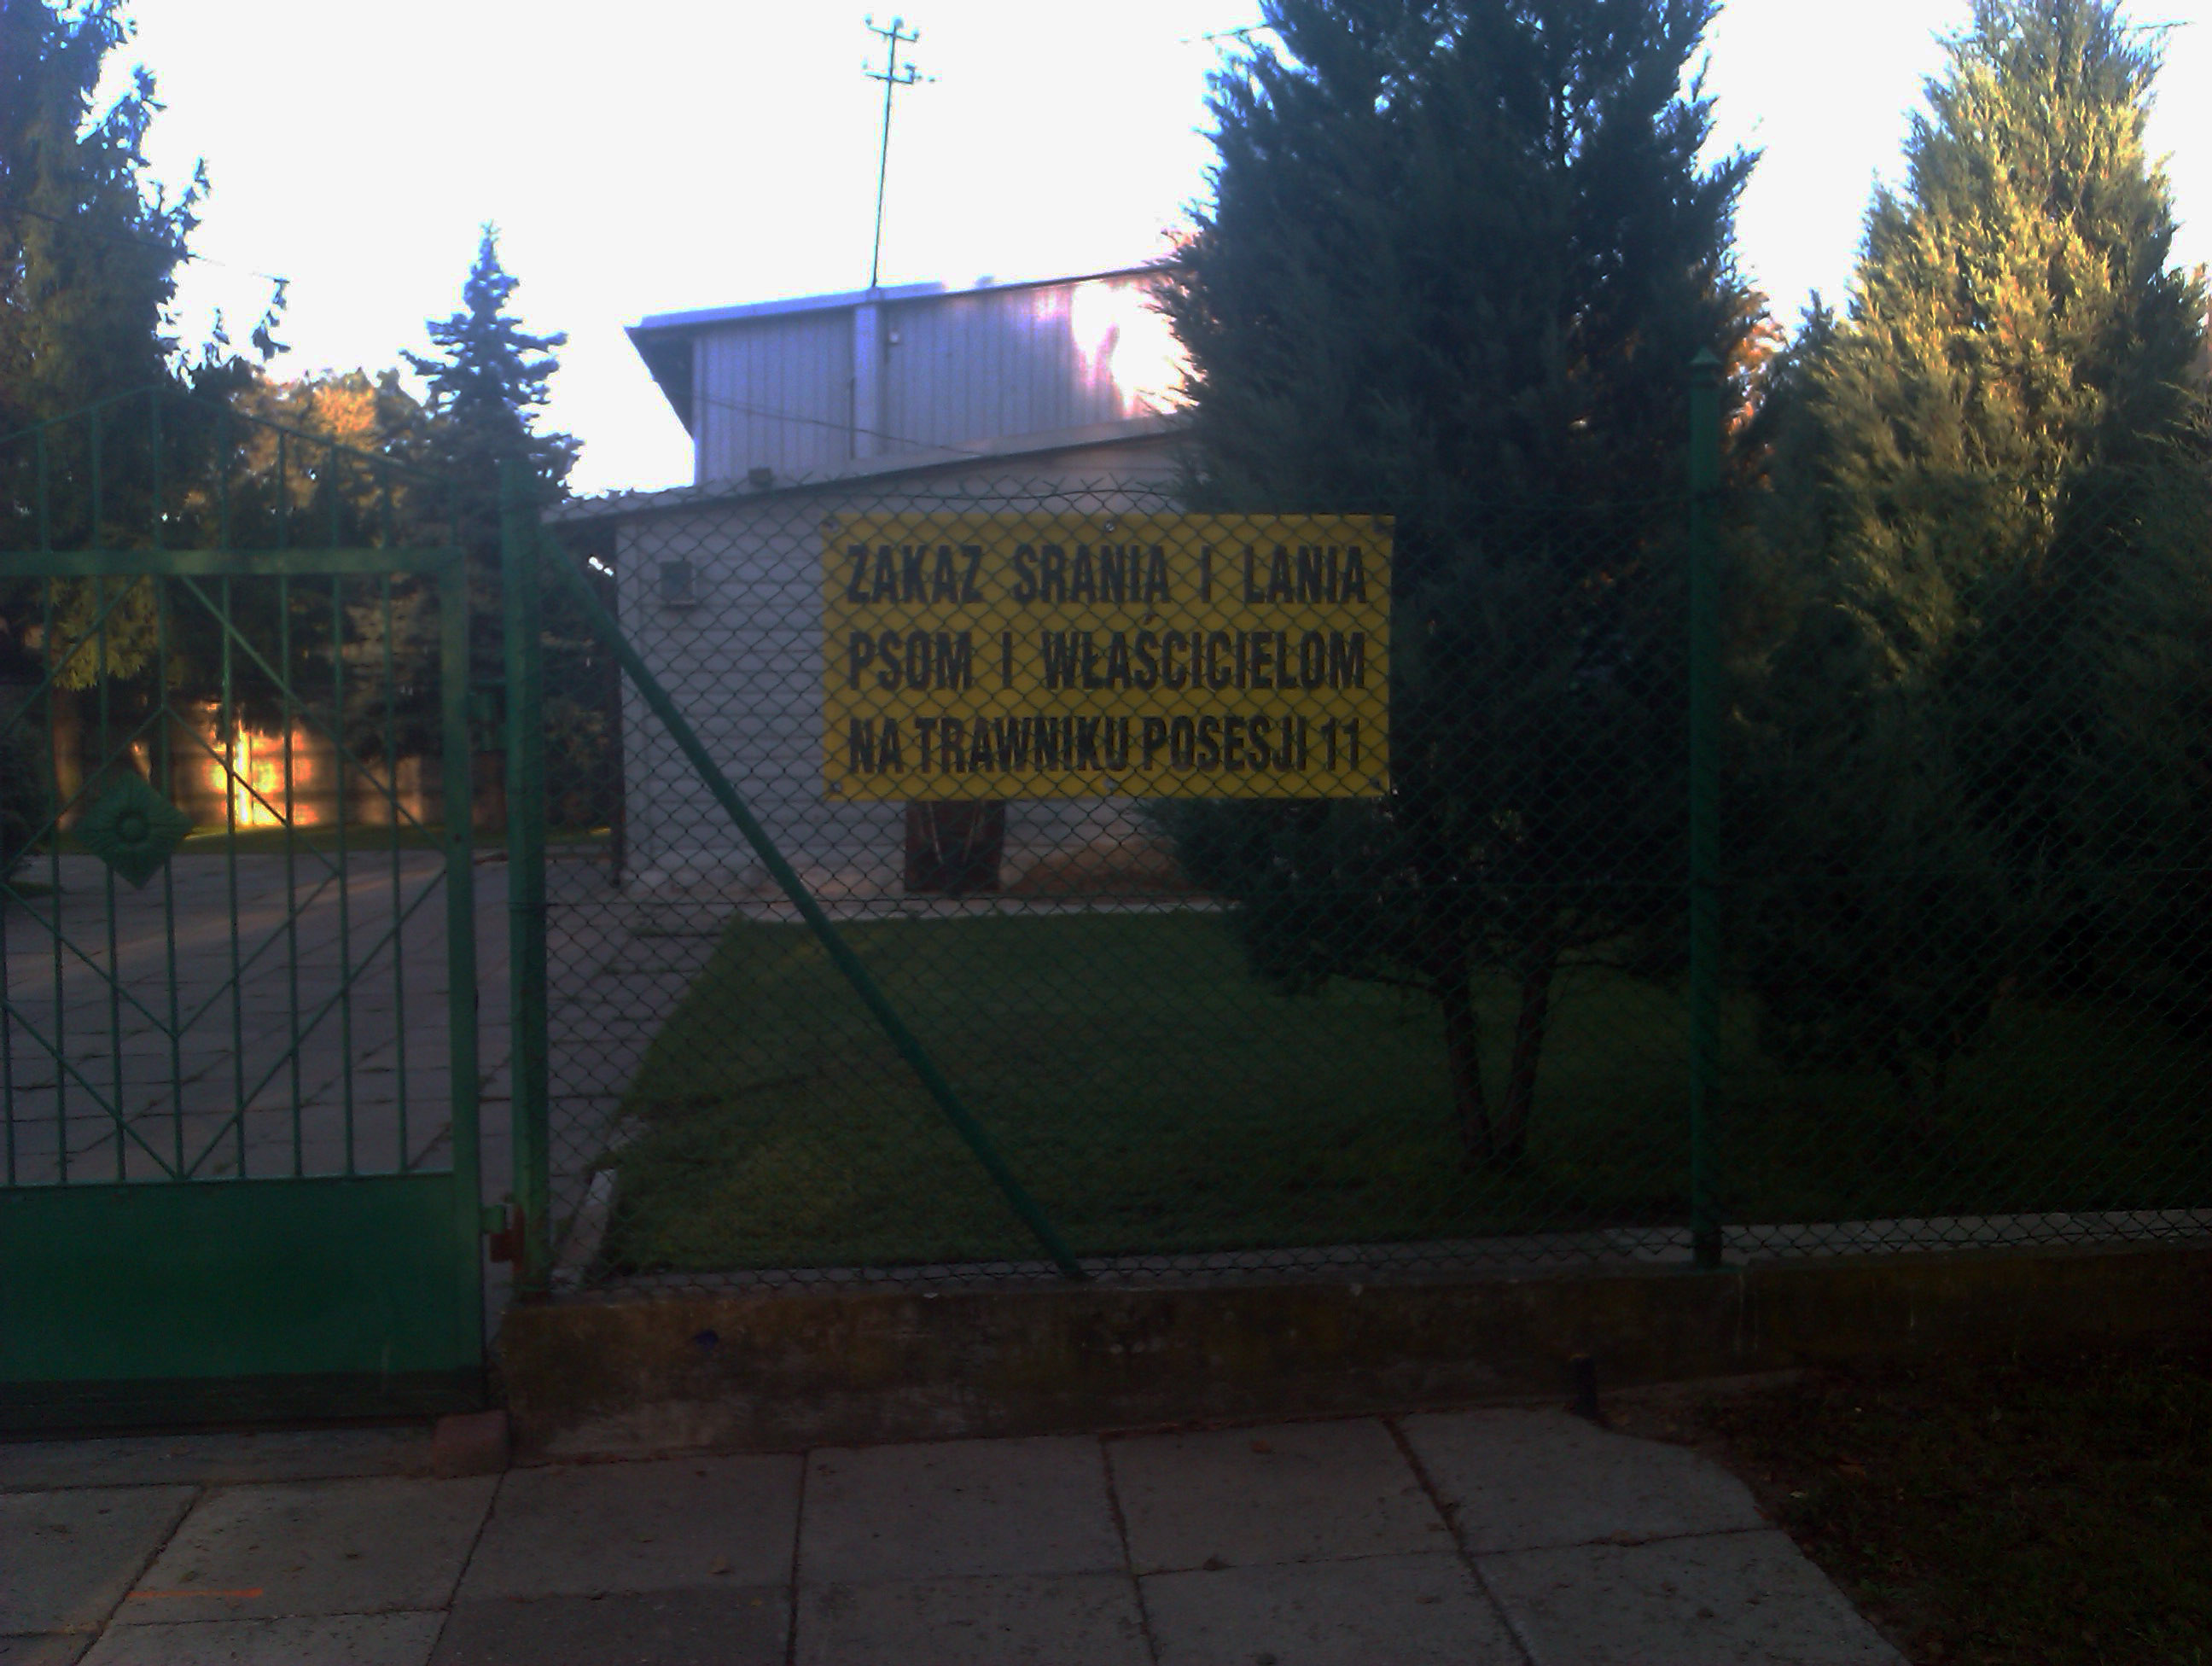 ZAKAZ SRANIA I LANIA
PSOM I WŁAŚCICIELOM
NA TRAWNIKU POSESJI 11